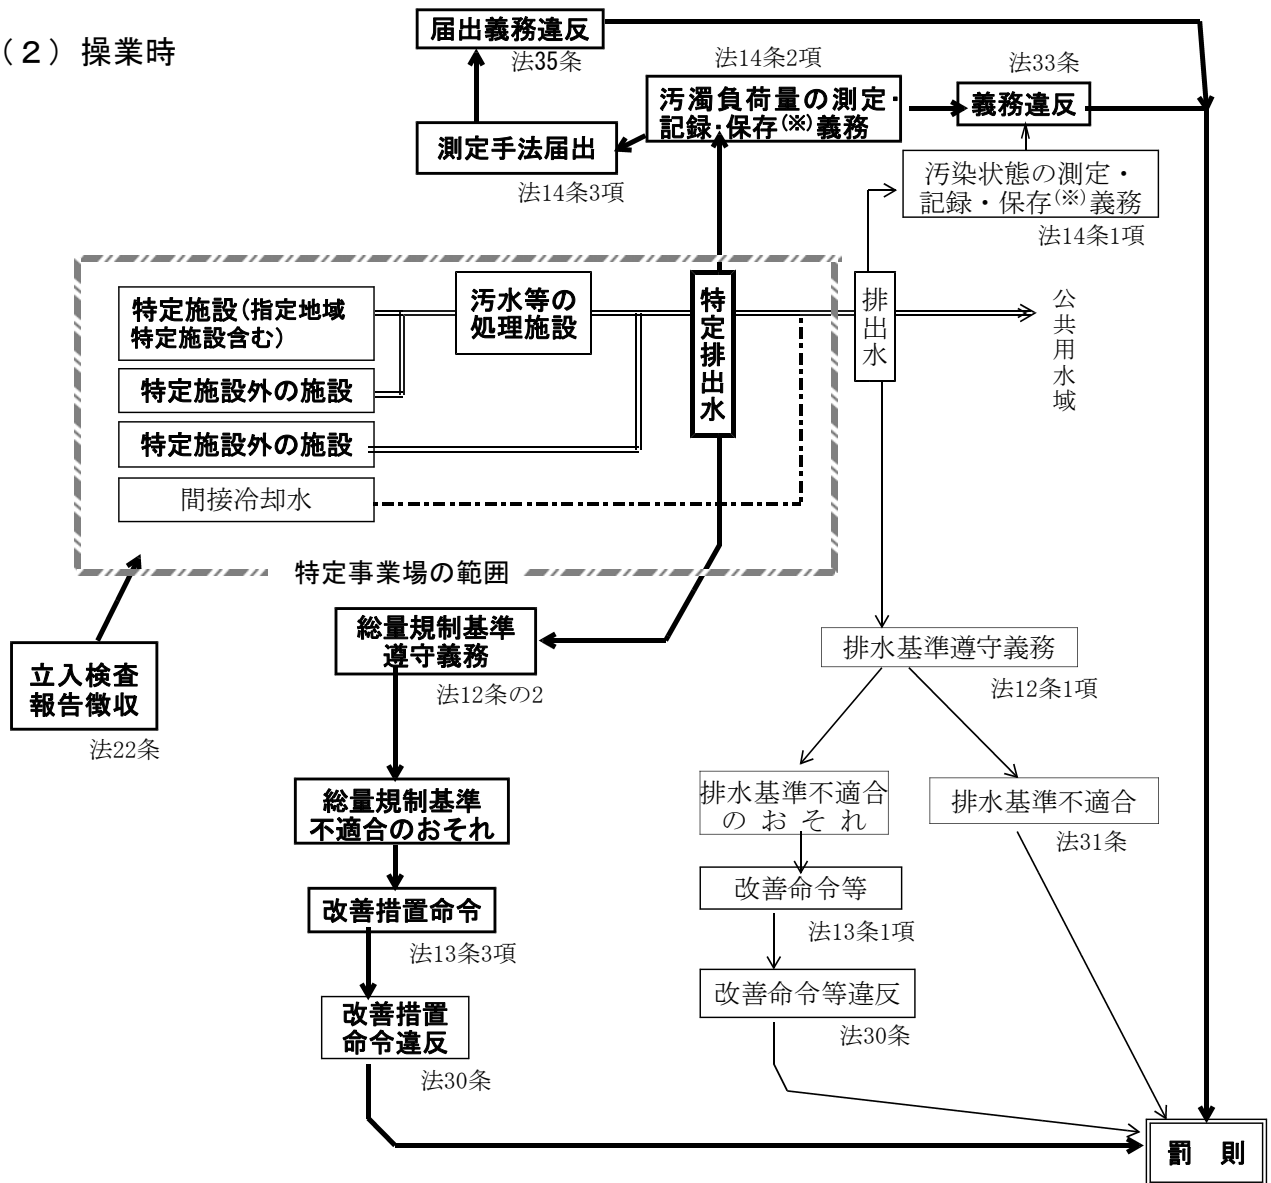 (2)操業時
届出義務違反
法35条
法14条2項
汚濁負荷量の測定・
記録・保存(※)義務
法33条
義務違反
測定手法届出
法14条3項
汚染状態の測定・
記録・保存(※)義務
法14条1項
特定施設(指定地域
特定施設含む)
汚水等の
処理施設
特定排出水
排出水
公共用水域
特定施設外の施設
特定施設外の施設
間接冷却水
特定事業場の範囲
立入検査
報告徴収
法22条
総量規制基準
遵守義務
法12条の2
排水基準遵守義務
法12条1項
総量規制基準
不適合のおそれ
排水基準不適合
のおそれ
排水基準不適合
法31条
改善措置命令
法13条3項
改善命令等
法13条1項
改善措置
命令違反
法30条
改善命令等違反
法30条
罰則